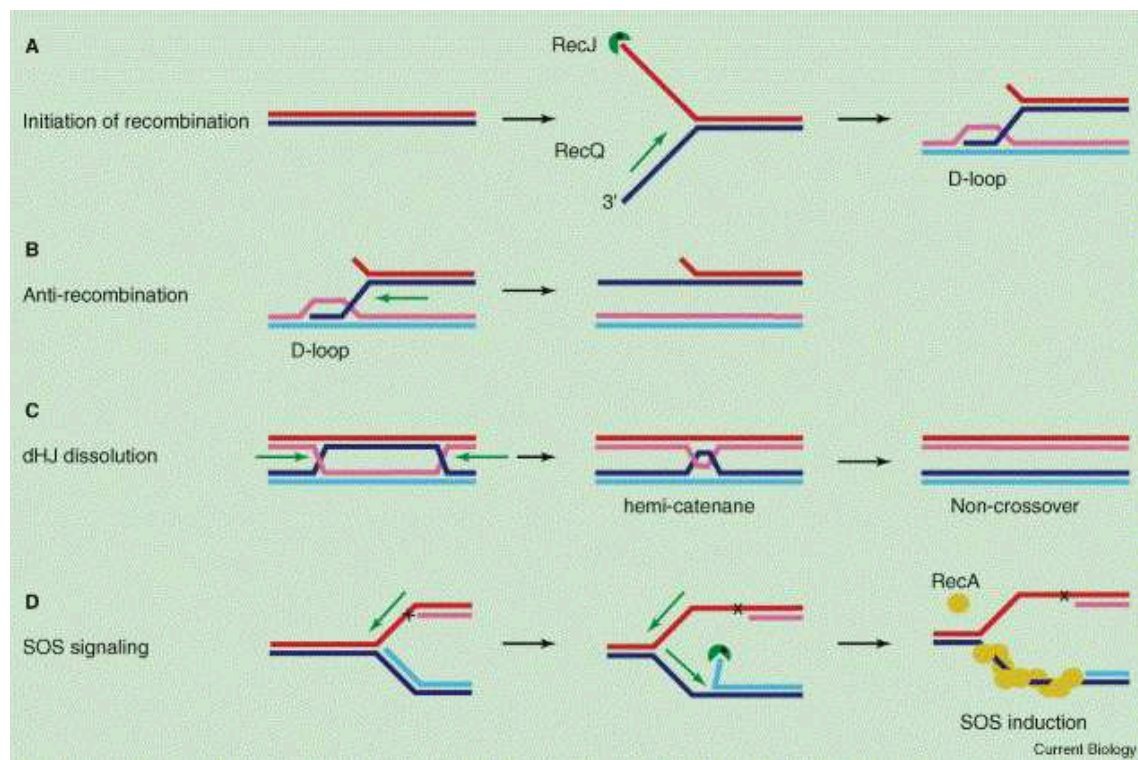 A
Initiation of recombination
RecJ
RecQ
3'
D-loop
B
Anti-recombination
D-loop
C
dHJ dissolution
hemi-catenane
Non-crossover
D
SOS signaling
RecA
SOS induction
Current Biology